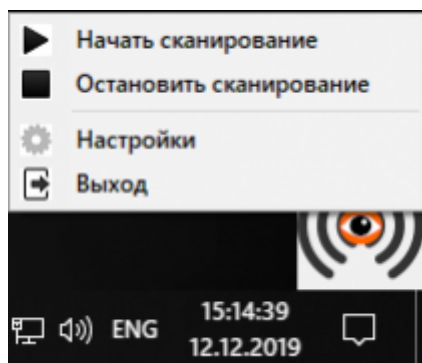 Начать сканирование
Остановить сканирование
Настройки
Выход
ENG
15:14:39
12.12.2019